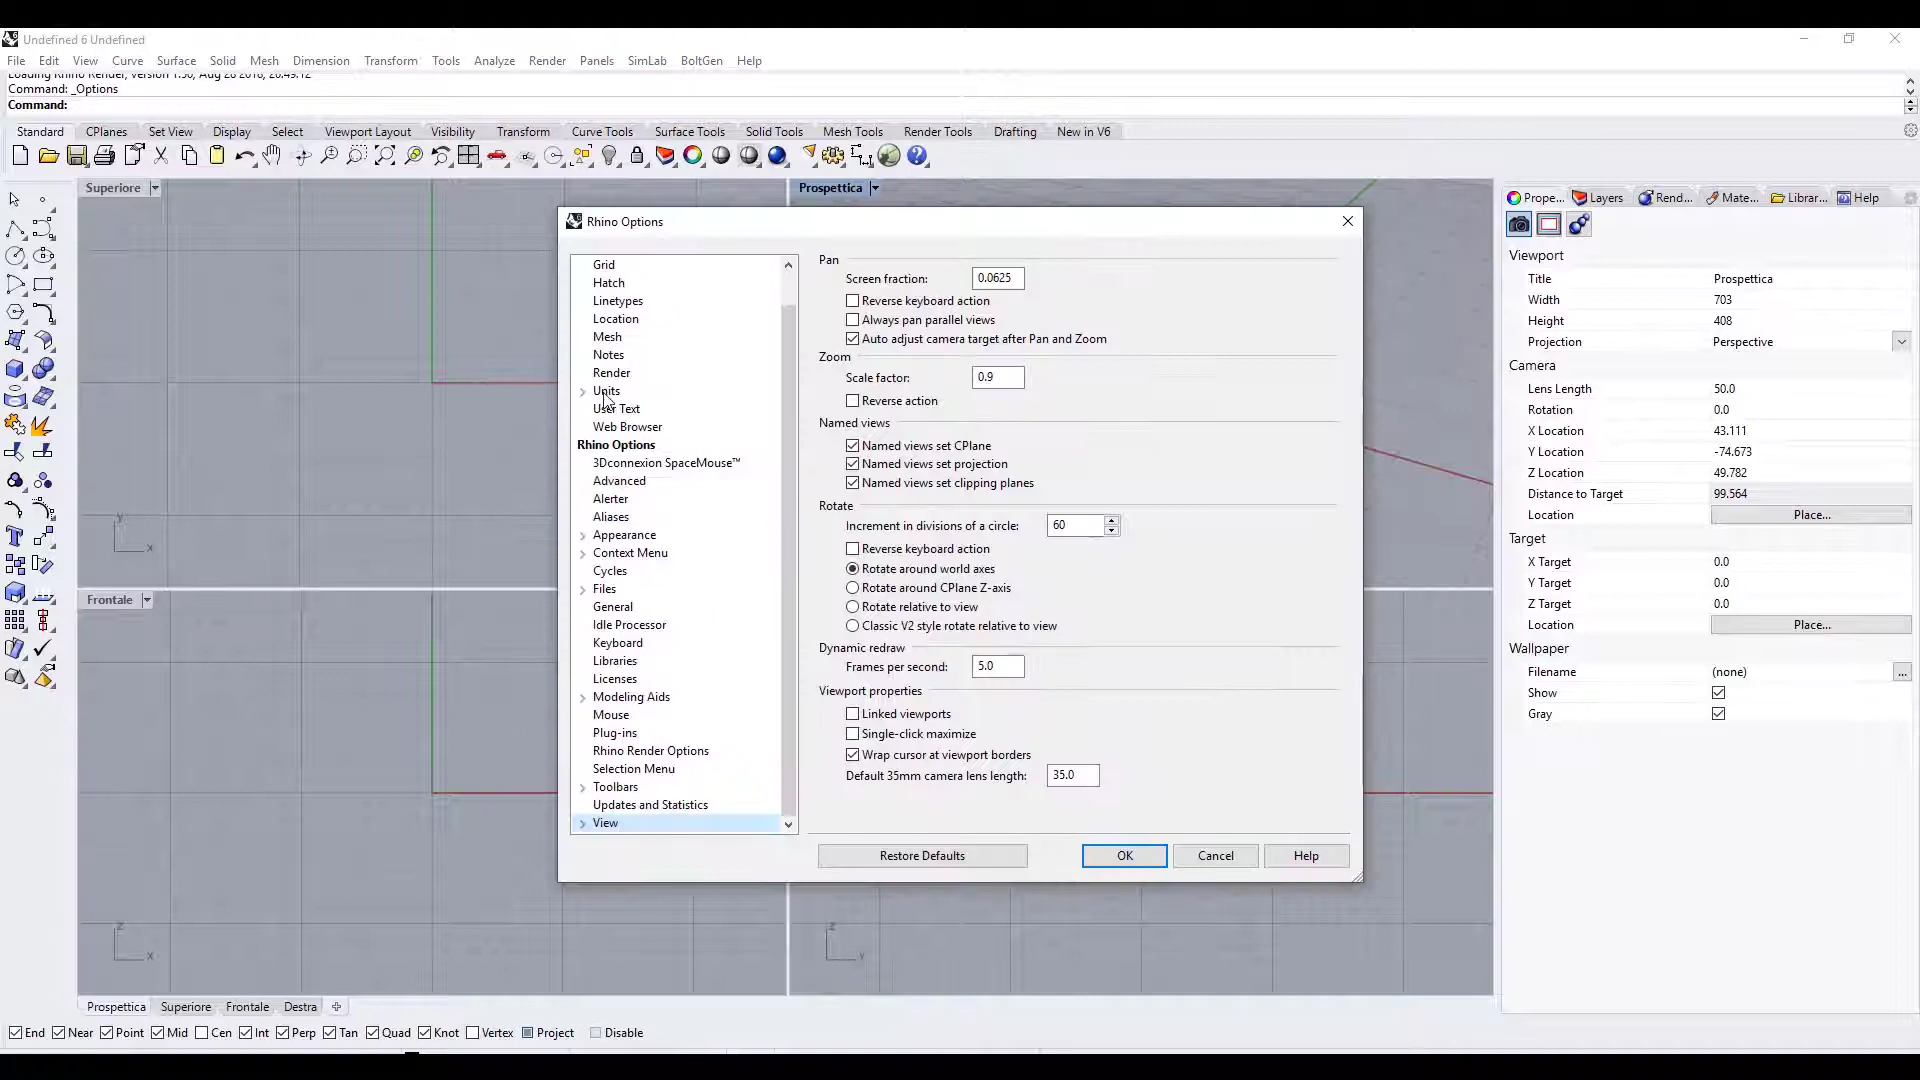 Undefined 6 Undefined
File Edit View Curve Surface Solid Mesh Dimension Transform Tools Analyze Render Panels SimLab BoltGen Help
Loading Rhino Render, version 1.50, Aug 28 2018, 20:49:12
Command: _Options
Command:
Standard CPlanes Set View Display Select Viewport Layout Visibility Transform Curve Tools Surface Tools Solid Tools Mesh Tools Render Tools Drafting New in V6
Superiore
Prospettica
y
x
Frontale
z
x
z
y
Rhino Options
Grid
Hatch
Linetypes
Location
Mesh
Notes
Render
Units
User Text
Web Browser
Rhino Options
3Dconnexion SpaceMouse™
Advanced
Alerter
Aliases
Appearance
Context Menu
Cycles
Files
General
Idle Processor
Keyboard
Libraries
Licenses
Modeling Aids
Mouse
Plug-ins
Rhino Render Options
Selection Menu
Toolbars
Updates and Statistics
View
Pan
Screen fraction: 0.0625
Reverse keyboard action
Always pan parallel views
Auto adjust camera target after Pan and Zoom
Zoom
Scale factor: 0.9
Reverse action
Named views
Named views set CPlane
Named views set projection
Named views set clipping planes
Rotate
Increment in divisions of a circle: 60
Reverse keyboard action
Rotate around world axes
Rotate around CPlane Z-axis
Rotate relative to view
Classic V2 style rotate relative to view
Dynamic redraw
Frames per second: 5.0
Viewport properties
Linked viewports
Single-click maximize
Wrap cursor at viewport borders
Default 35mm camera lens length: 35.0
Restore Defaults OK Cancel Help
Prope... Layers Rend... Mate... Librar... Help
Viewport
Title Prospettica
Width 703
Height 408
Projection Perspective
Camera
Lens Length 50.0
Rotation 0.0
X Location 43.111
Y Location -74.673
Z Location 49.782
Distance to Target 99.564
Location Place...
Target
X Target 0.0
Y Target 0.0
Z Target 0.0
Location Place...
Wallpaper
Filename (none) ...
Show
Gray
Prospettica Superiore Frontale Destra
End Near Point Mid Cen Int Perp Tan Quad Knot Vertex Project Disable